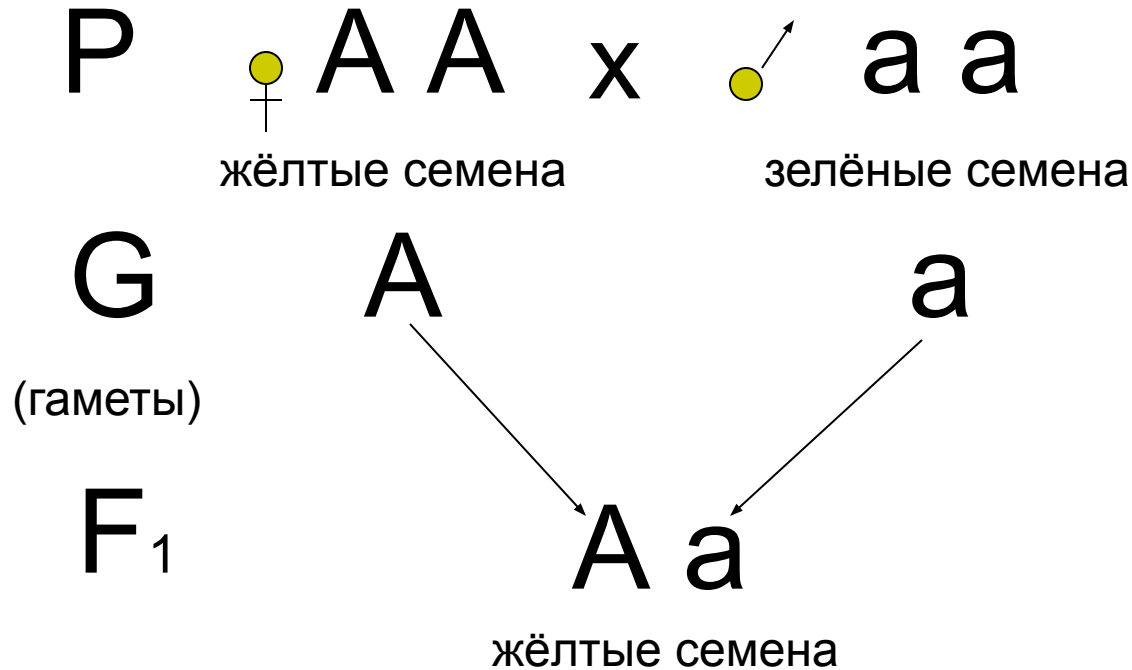 P ♀ A A x ♂ a a
жёлтые семена зелёные семена
G A a
(гаметы)
F₁ A a
жёлтые семена